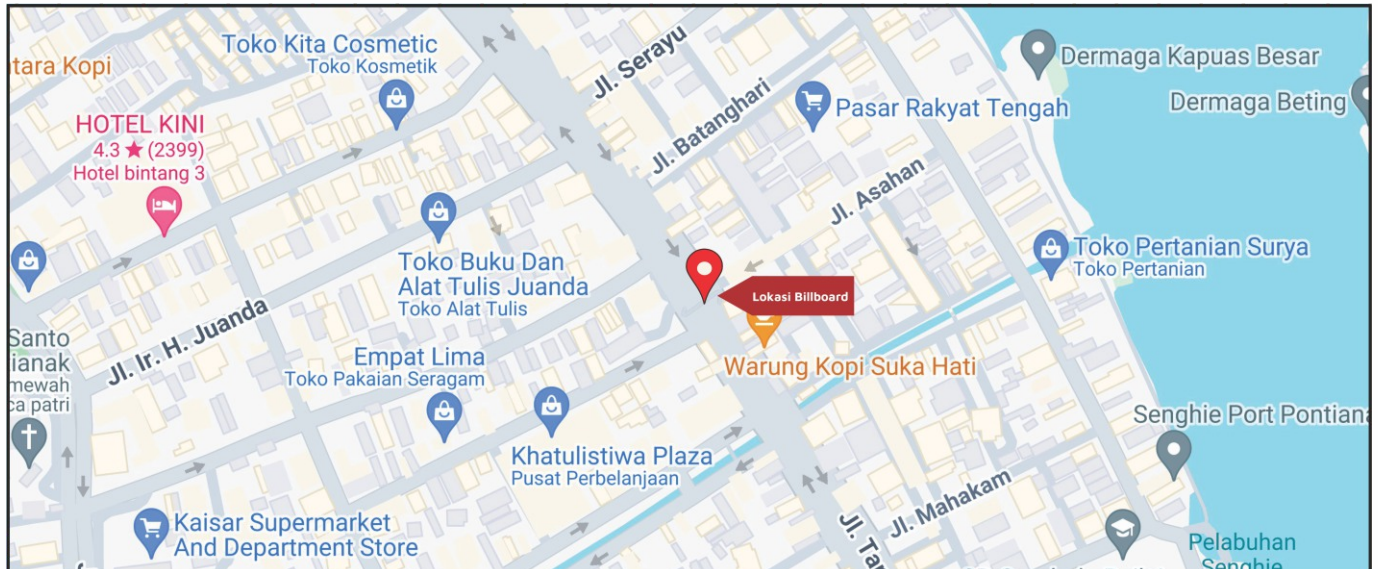 Toko Kita Cosmetic
Toko Kosmetik
tara Kopi
HOTEL KINI
4.3 ★ (2399)
Hotel bintang 3
Jl. Serayu
Jl. Batanghari
Pasar Rakyat Tengah
Dermaga Kapuas Besar
Dermaga Beting
Jl. Asahan
Toko Buku Dan
Alat Tulis Juanda
Toko Alat Tulis
Lokasi Billboard
Toko Pertanian Surya
Toko Pertanian
Jl. Ir. H. Juanda
Santo
ianak
mewah
ca patri
Empat Lima
Toko Pakaian Seragam
Warung Kopi Suka Hati
Khatulistiwa Plaza
Pusat Perbelanjaan
Senghie Port Pontiana
Kaisar Supermarket
And Department Store
Jl. Mahakam
Jl. Ta
Pelabuhan
Senghie